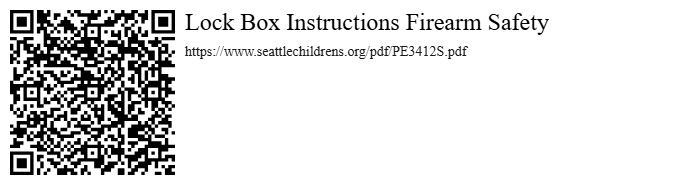 Lock Box Instructions Firearm Safety
https://www.seattlechildrens.org/pdf/PE3412S.pdf